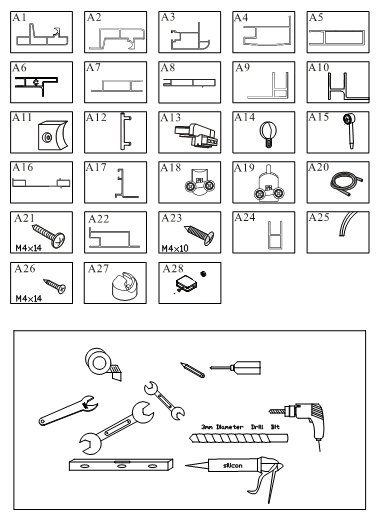 A1 A2 A3 A4 A5
A6 A7 A8 A9 A10
A11 A12 A13 A14 A15
A16 A17 A18 A19 A20
A21 A22 A23 A24 A25
M4×14 M4×10
A26 A27 A28
M4×14
3mm Diameter Drill Bit
silicon